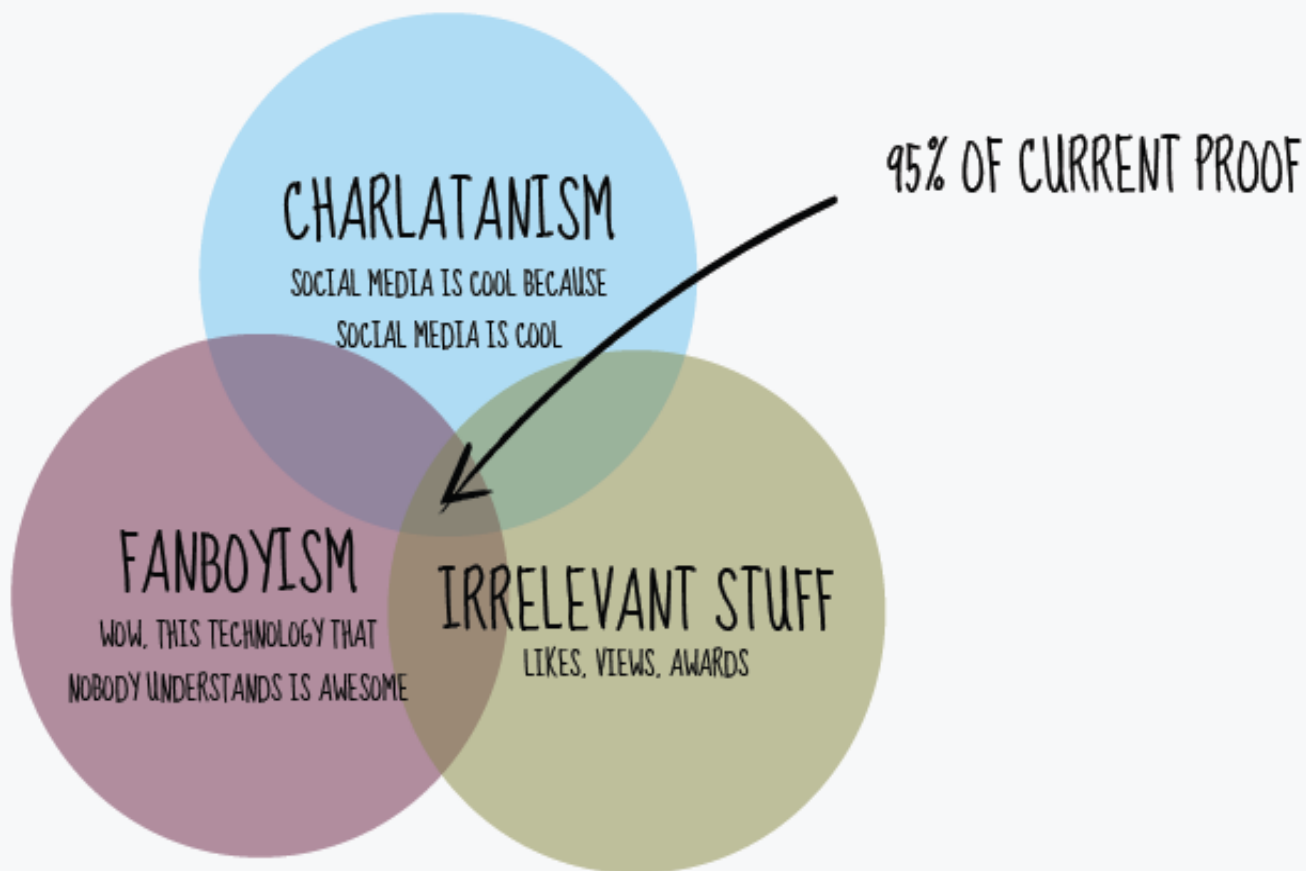 95% OF CURRENT PROOF
CHARLATANISM
SOCIAL MEDIA IS COOL BECAUSE
SOCIAL MEDIA IS COOL
FANBOYISM
WOW, THIS TECHNOLOGY THAT
NOBODY UNDERSTANDS IS AWESOME
IRRELEVANT STUFF
LIKES, VIEWS, AWARDS